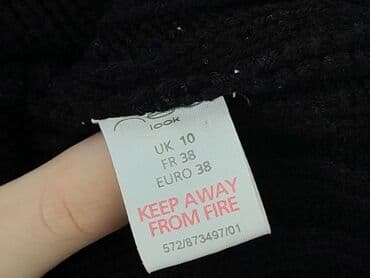 look
UK 10
FR 38
EURO 38
KEEP AWAY
FROM FIRE
572/873497/01